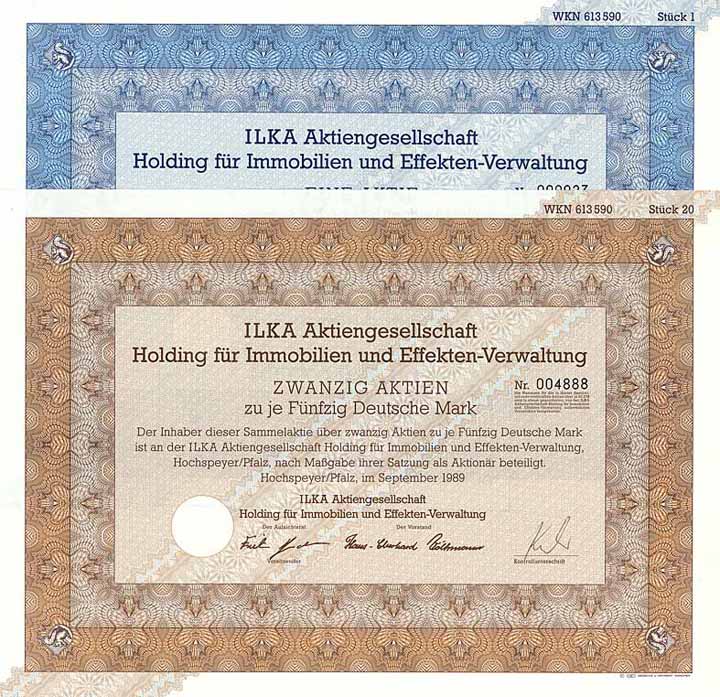 WKN 613 590 Stück 1
ILKA Aktiengesellschaft
Holding für Immobilien und Effekten-Verwaltung
EINE AKTIE Nr.
WKN 613 590 Stück 20
ILKA Aktiengesellschaft
Holding für Immobilien und Effekten-Verwaltung
ZWANZIG AKTIEN Nr. 004888
zu je Fünfzig Deutsche Mark
Der Inhaber dieser Sammelaktie über zwanzig Aktien zu je Fünfzig Deutsche Mark
ist an der ILKA Aktiengesellschaft Holding für Immobilien und Effekten-Verwaltung,
Hochspeyer/Pfalz, nach Maßgabe ihrer Satzung als Aktionär beteiligt.
Hochspeyer/Pfalz, im September 1989
ILKA Aktiengesellschaft
Holding für Immobilien und Effekten-Verwaltung
Der Aufsichtsrat Der Vorstand
Vorsitzender Kontrollunterschrift